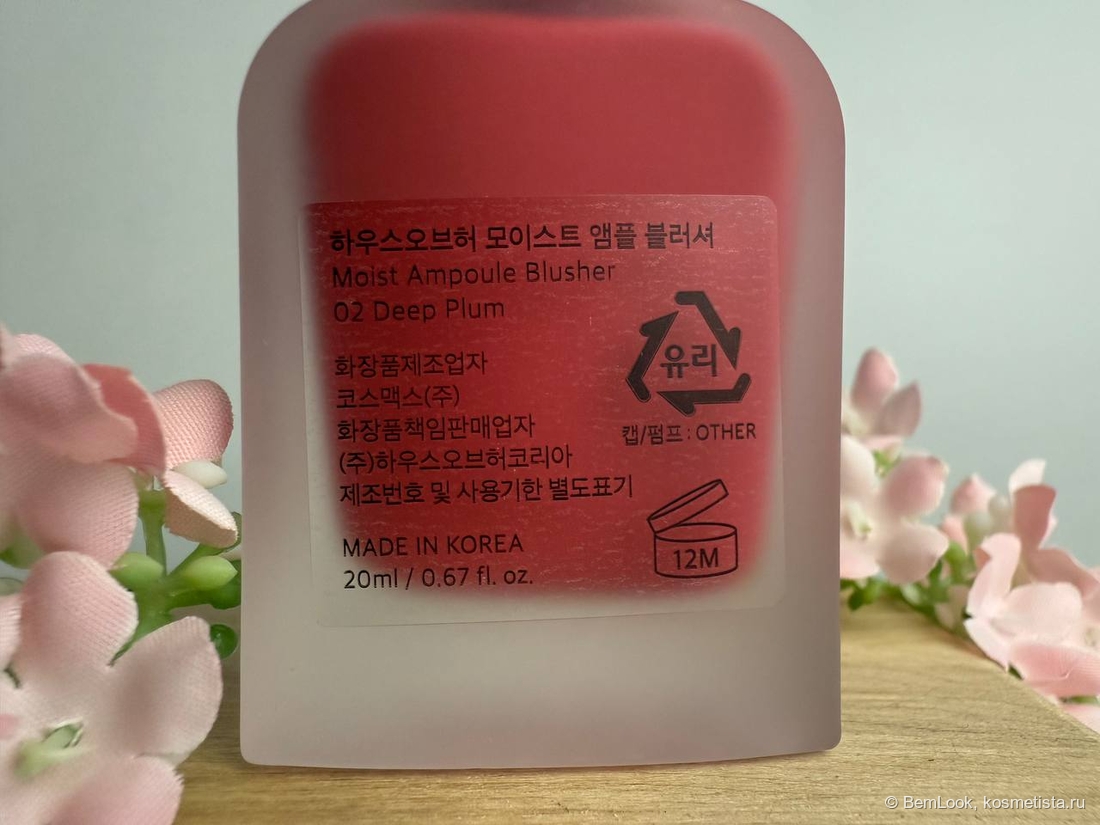 하우스오브허 모이스트 앰플 블러셔
Moist Ampoule Blusher
02 Deep Plum
화장품제조업자
코스맥스(주)
화장품책임판매업자
(주)하우스오브허코리아
제조번호 및 사용기한 별도표기
MADE IN KOREA
20ml / 0.67 fl. oz.
유리
캡/펌프 : OTHER
12M
© BemLook, kosmetista.ru